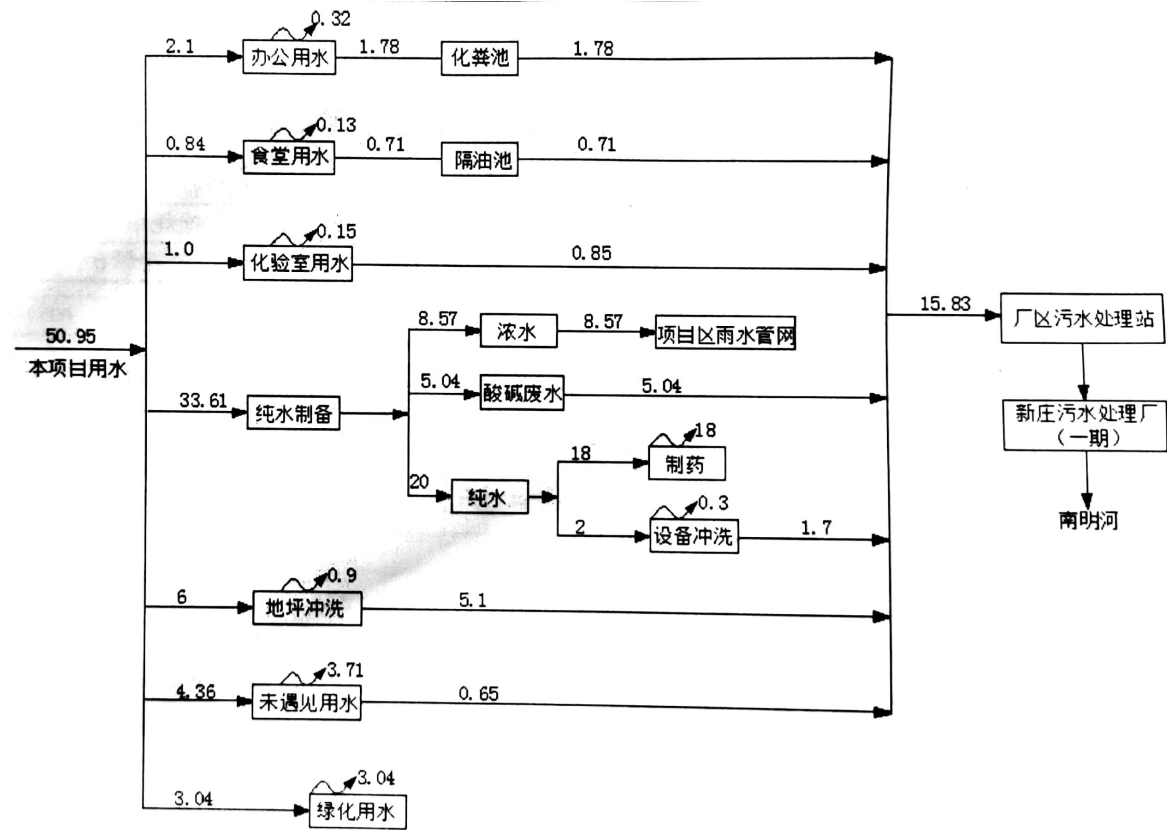 0.32
2.1
办公用水
1.78
化粪池
1.78
0.13
0.84
食堂用水
0.71
隔油池
0.71
0.15
1.0
化验室用水
0.85
50.95
本项目用水
8.57
浓水
8.57
项目区雨水管网
15.83
厂区污水处理站
33.61
纯水制备
5.04
酸碱废水
5.04
新庄污水处理厂
(一期)
18
18
制药
20
纯水
0.3
2
设备冲洗
1.7
南明河
0.9
6
地坪冲洗
5.1
3.71
4.36
未遇见用水
0.65
3.04
3.04
绿化用水